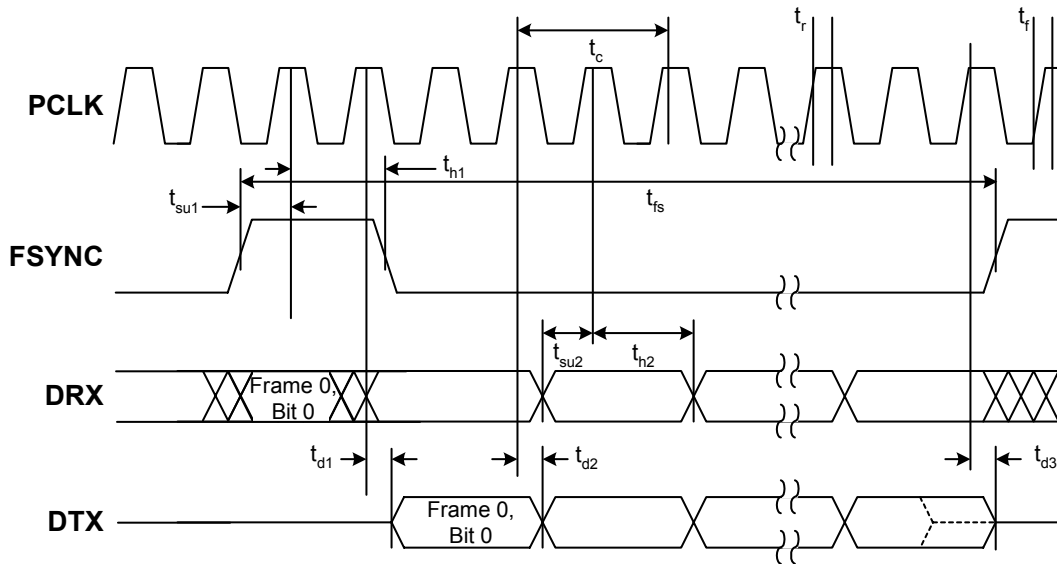 t_r
t_f
t_c
PCLK
t_h1
t_su1
t_fs
FSYNC
t_su2
t_h2
DRX
Frame 0,
Bit 0
t_d1
t_d2
t_d3
DTX
Frame 0,
Bit 0